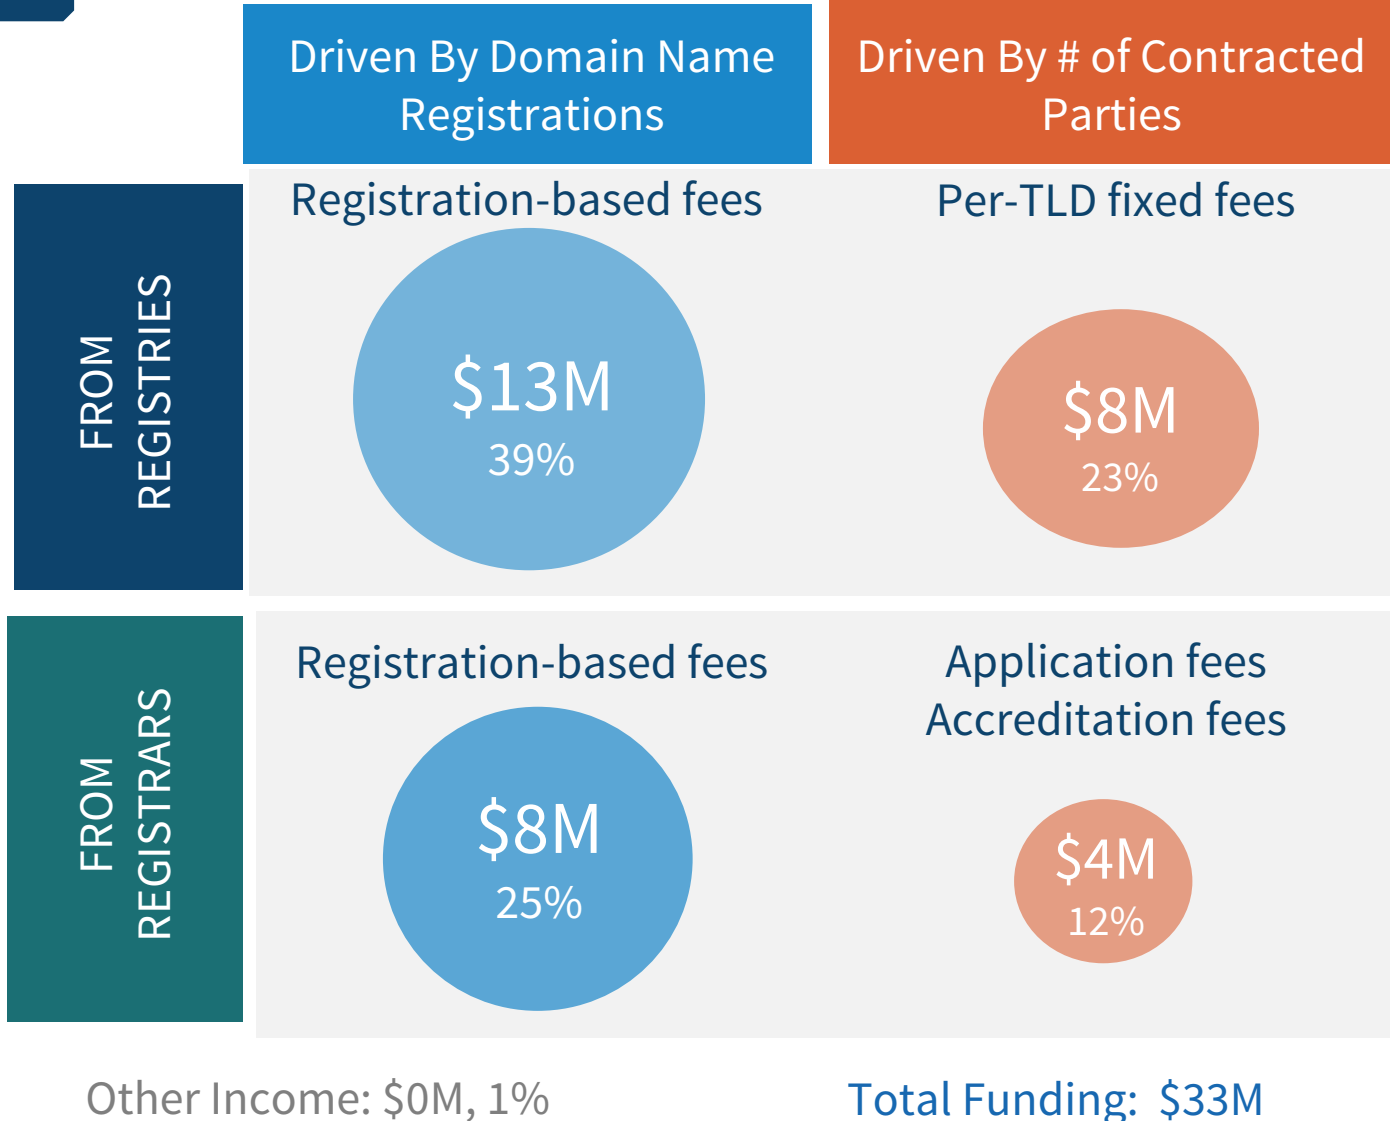 Driven By Domain Name
Registrations
Driven By # of Contracted
Parties
FROM
REGISTRIES
Registration-based fees
$13M
39%
Per-TLD fixed fees
$8M
23%
FROM
REGISTRARS
Registration-based fees
$8M
25%
Application fees
Accreditation fees
$4M
12%
Other Income: $0M, 1%
Total Funding: $33M